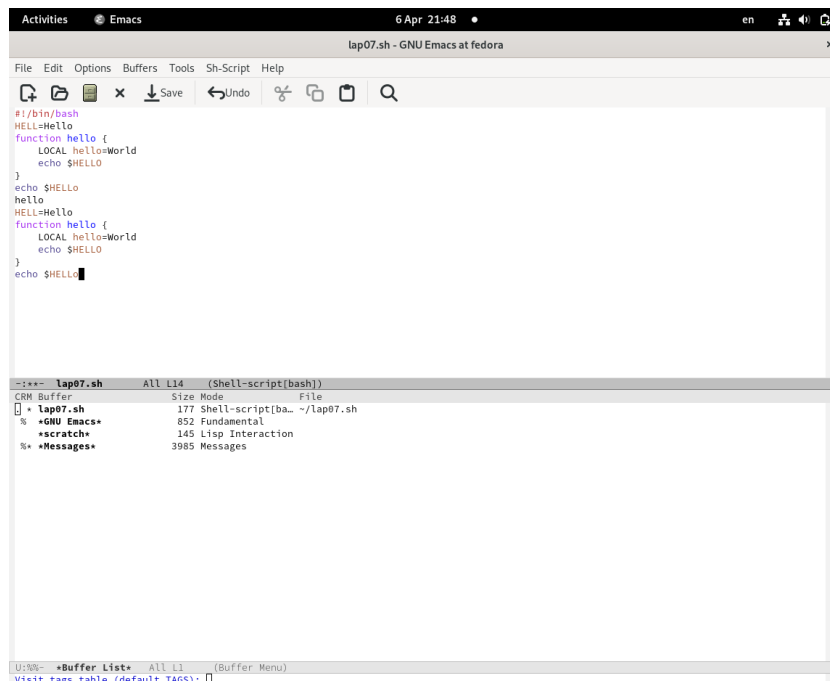 Activities Emacs 6 Apr 21:48 en
lap07.sh - GNU Emacs at fedora
File Edit Options Buffers Tools Sh-Script Help
Save Undo
#!/bin/bash
HELL=Hello
function hello {
    LOCAL hello=World
    echo $HELLO
}
echo $HELLo
hello
HELL=Hello
function hello {
    LOCAL hello=World
    echo $HELLO
}
echo $HELLo
-:**- lap07.sh All L14 (Shell-script[bash])
CRM Buffer Size Mode File
. * lap07.sh 177 Shell-script[ba… ~/lap07.sh
% *GNU Emacs* 852 Fundamental
*scratch* 145 Lisp Interaction
%* *Messages* 3985 Messages
U:%%- *Buffer List* All L1 (Buffer Menu)
Visit tags table (default TAGS):